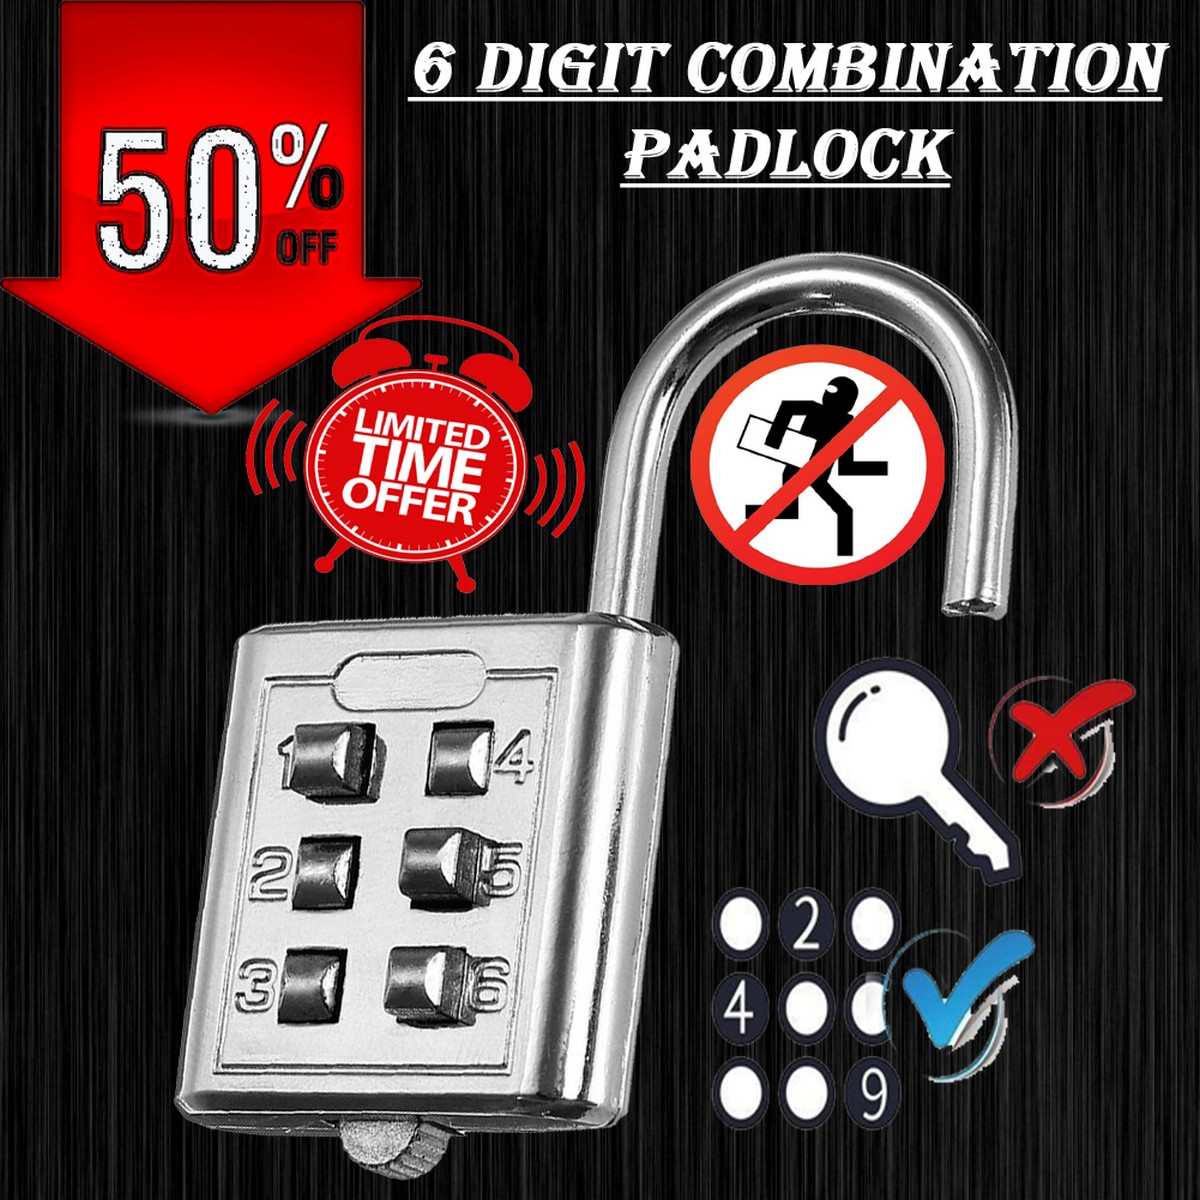 6 DIGIT COMBINATION
PADLOCK
50%
OFF
LIMITED
TIME
OFFER
1 4
2 5
3 6
2
4
9